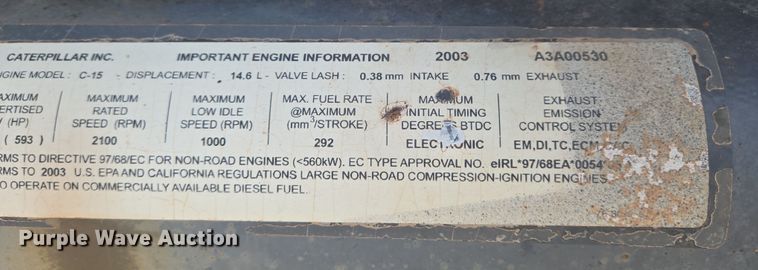 CATERPILLAR INC. IMPORTANT ENGINE INFORMATION 2003 A3A00530
GINE MODEL : C-15 DISPLACEMENT : 14.6 L - VALVE LASH : 0.38 mm INTAKE 0.76 mm EXHAUST
AXIMUM MAXIMUM MAXIMUM MAX. FUEL RATE MAXIMUM EXHAUST
ERTISED RATED LOW IDLE @MAXIMUM INITIAL TIMING EMISSION
V (HP) SPEED (RPM) SPEED (RPM) (mm³/STROKE) DEGREES BTDC CONTROL SYSTEM
( 593 ) 2100 1000 292 ELECTRONIC EM,DI,TC,ECM,CAC
RMS TO DIRECTIVE 97/68/EC FOR NON-ROAD ENGINES (<560kW). EC TYPE APPROVAL NO. eIRL*97/68EA*0054
RMS TO 2003 U.S. EPA AND CALIFORNIA REGULATIONS LARGE NON-ROAD COMPRESSION-IGNITION ENGINES
O OPERATE ON COMMERCIALLY AVAILABLE DIESEL FUEL.
Purple Wave Auction